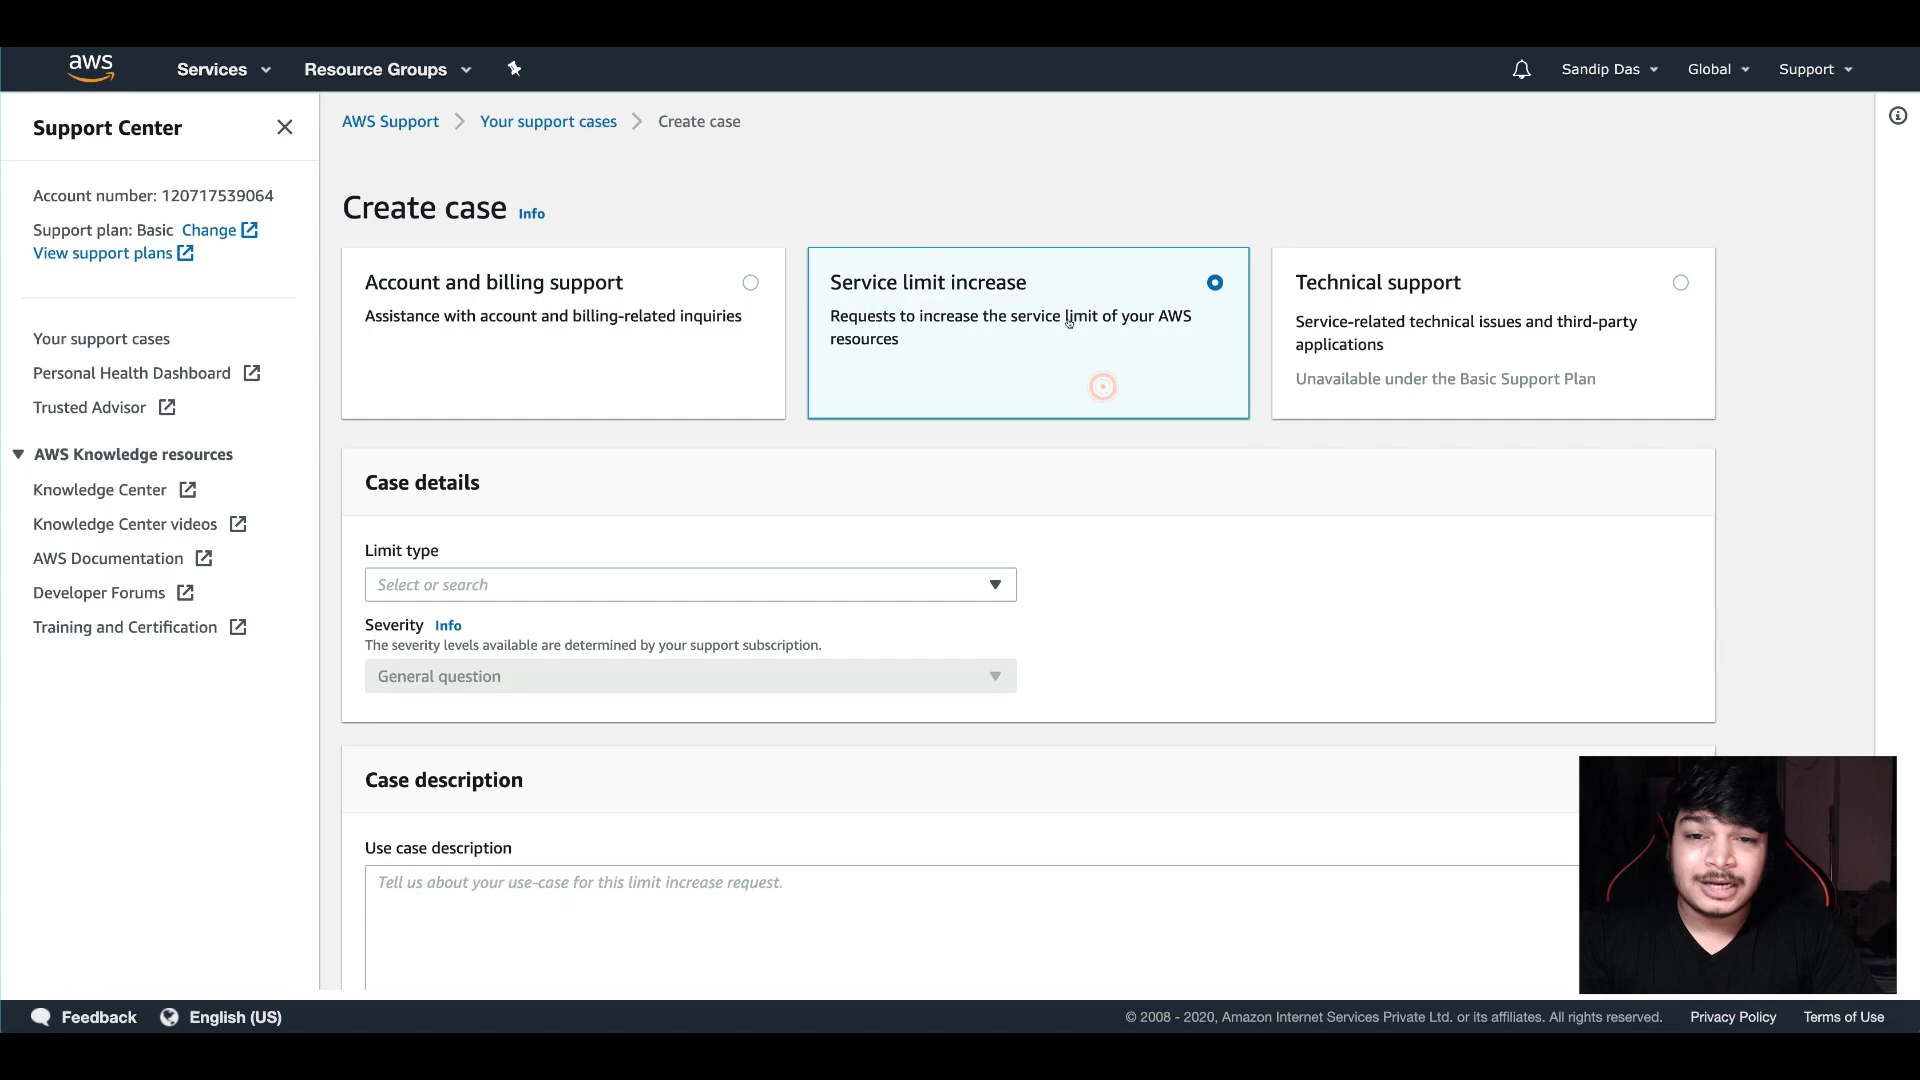 aws
Services
Resource Groups
Sandip Das
Global
Support
Support Center
Account number: 120717539064
Support plan: Basic Change
View support plans
Your support cases
Personal Health Dashboard
Trusted Advisor
AWS Knowledge resources
Knowledge Center
Knowledge Center videos
AWS Documentation
Developer Forums
Training and Certification
AWS Support
Your support cases
Create case
Create case Info
Account and billing support
Assistance with account and billing-related inquiries
Service limit increase
Requests to increase the service limit of your AWS
resources
Technical support
Service-related technical issues and third-party
applications
Unavailable under the Basic Support Plan
Case details
Limit type
Select or search
Severity Info
The severity levels available are determined by your support subscription.
General question
Case description
Use case description
Tell us about your use-case for this limit increase request.
Feedback
English (US)
© 2008 - 2020, Amazon Internet Services Private Ltd. or its affiliates. All rights reserved.
Privacy Policy
Terms of Use